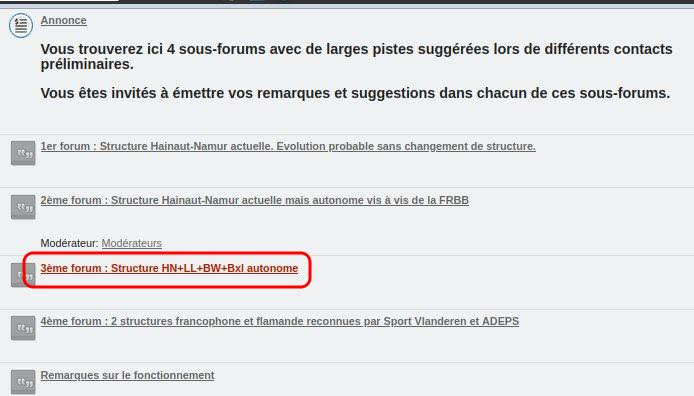 Annonce
Vous trouverez ici 4 sous-forums avec de larges pistes suggérées lors de différents contacts
préliminaires.
Vous êtes invités à émettre vos remarques et suggestions dans chacun de ces sous-forums.
1er forum : Structure Hainaut-Namur actuelle. Evolution probable sans changement de structure.
2ème forum : Structure Hainaut-Namur actuelle mais autonome vis à vis de la FRBB
Modérateur: Modérateurs
3ème forum : Structure HN+LL+BW+Bxl autonome
4ème forum : 2 structures francophone et flamande reconnues par Sport Vlanderen et ADEPS
Remarques sur le fonctionnement